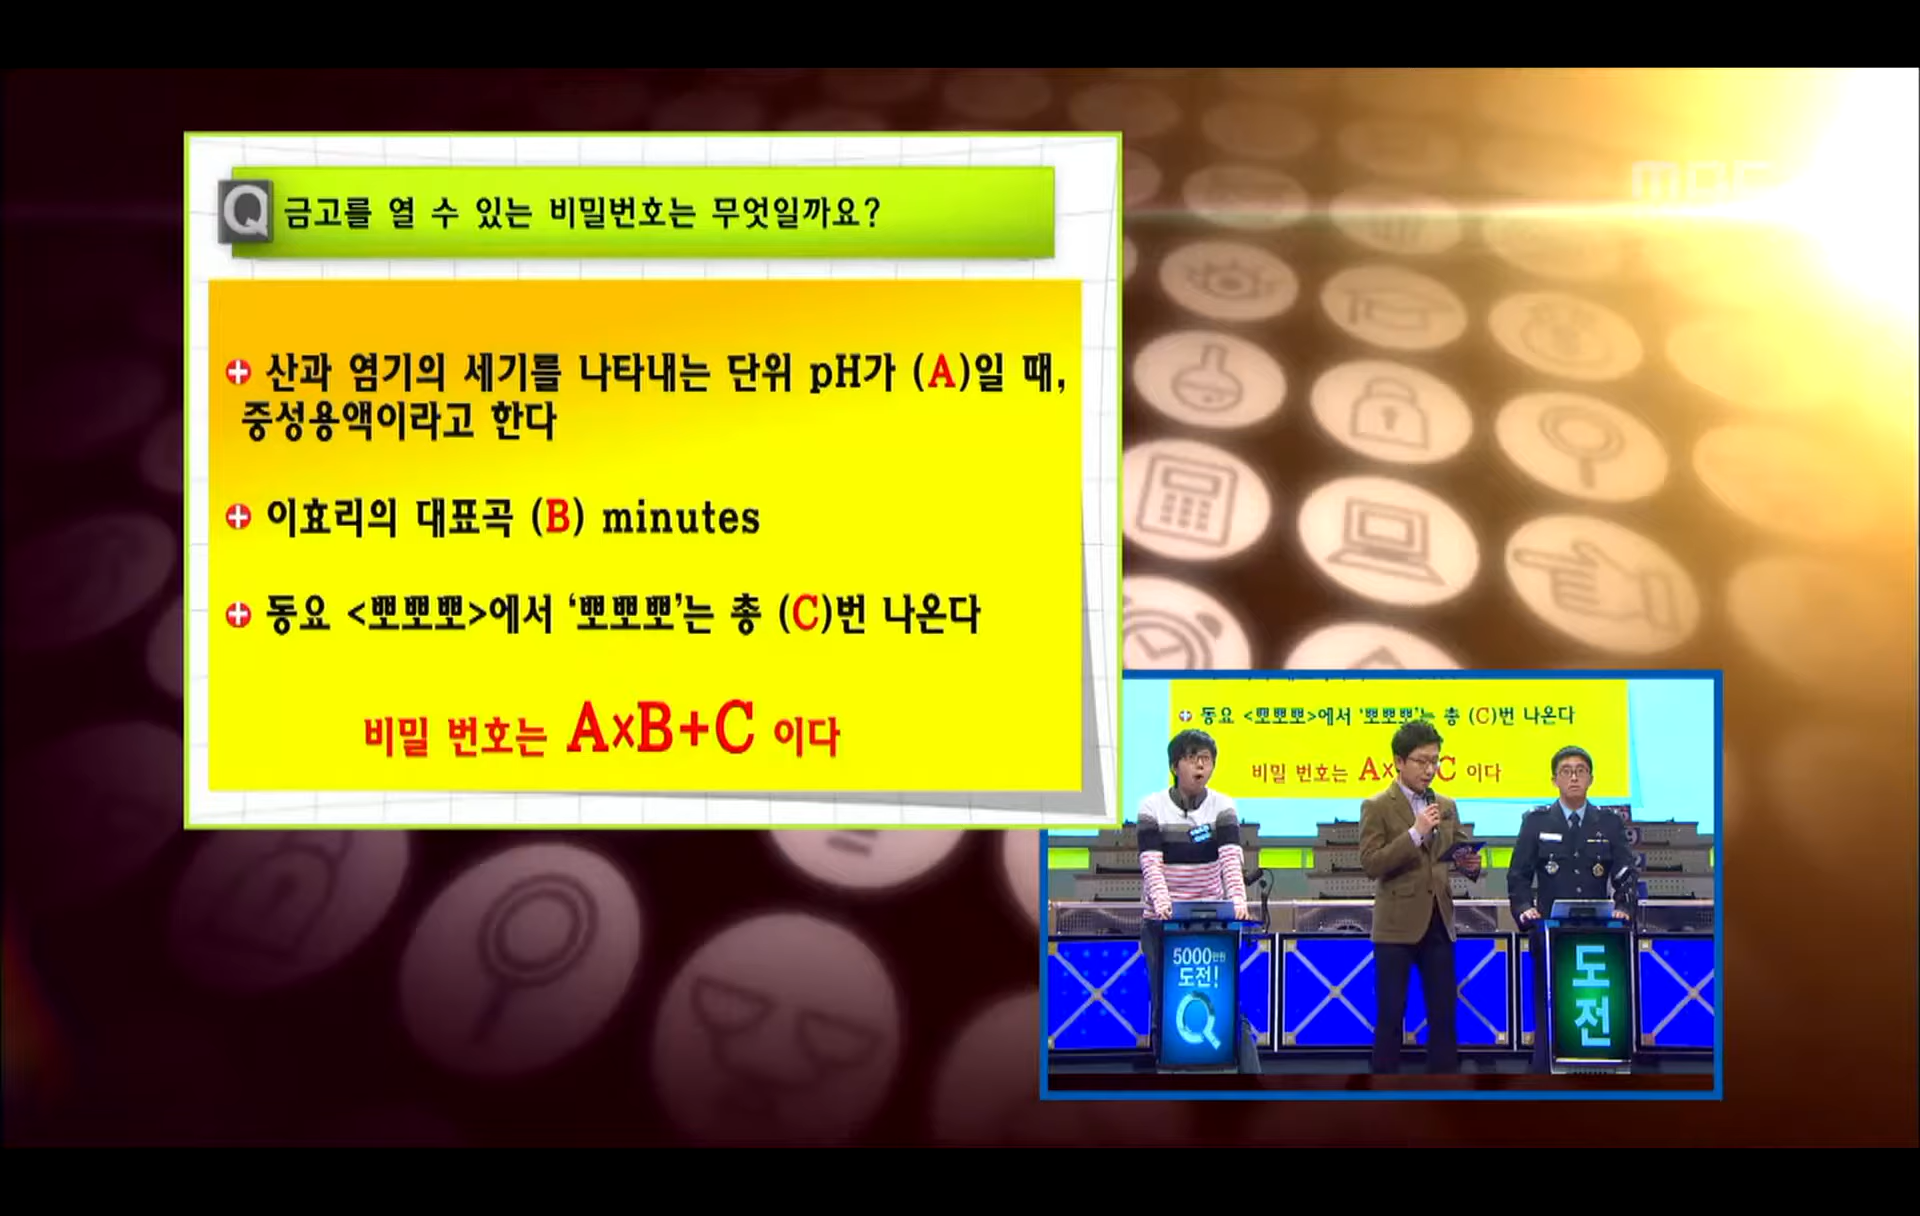 MBC
Q 금고를 열 수 있는 비밀번호는 무엇일까요?
산과 염기의 세기를 나타내는 단위 pH가 (A)일 때,
중성용액이라고 한다
이효리의 대표곡 (B) minutes
동요 <뽀뽀뽀>에서 ‘뽀뽀뽀’는 총 (C)번 나온다
비밀 번호는 A×B+C 이다
동요 <뽀뽀뽀>에서 ‘뽀뽀뽀’는 총 (C)번 나온다
비밀 번호는 A× C 이다
5000만원
도전!
Q
도
전